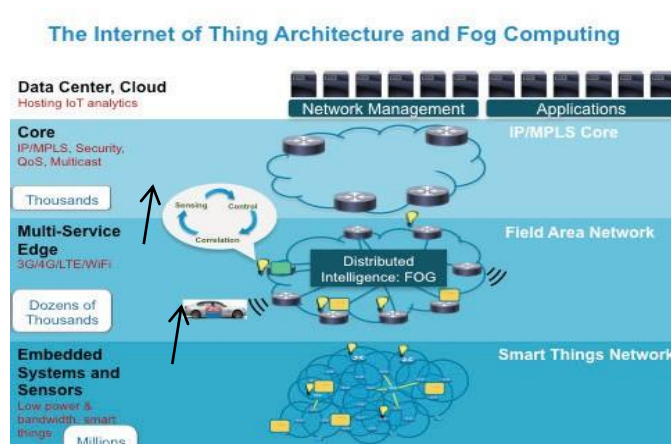 The Internet of Thing Architecture and Fog Computing
Data Center, Cloud
Hosting IoT analytics
Network Management
Applications
Core
IP/MPLS, Security,
QoS, Multicast
IP/MPLS Core
Thousands
Sensing
Control
Correlation
Multi-Service
Edge
3G/4G/LTE/WiFi
Field Area Network
Distributed
Intelligence: FOG
Dozens of
Thousands
Embedded
Systems and
Sensors
Low power &
bandwidth, smart
things
Smart Things Network
Millions